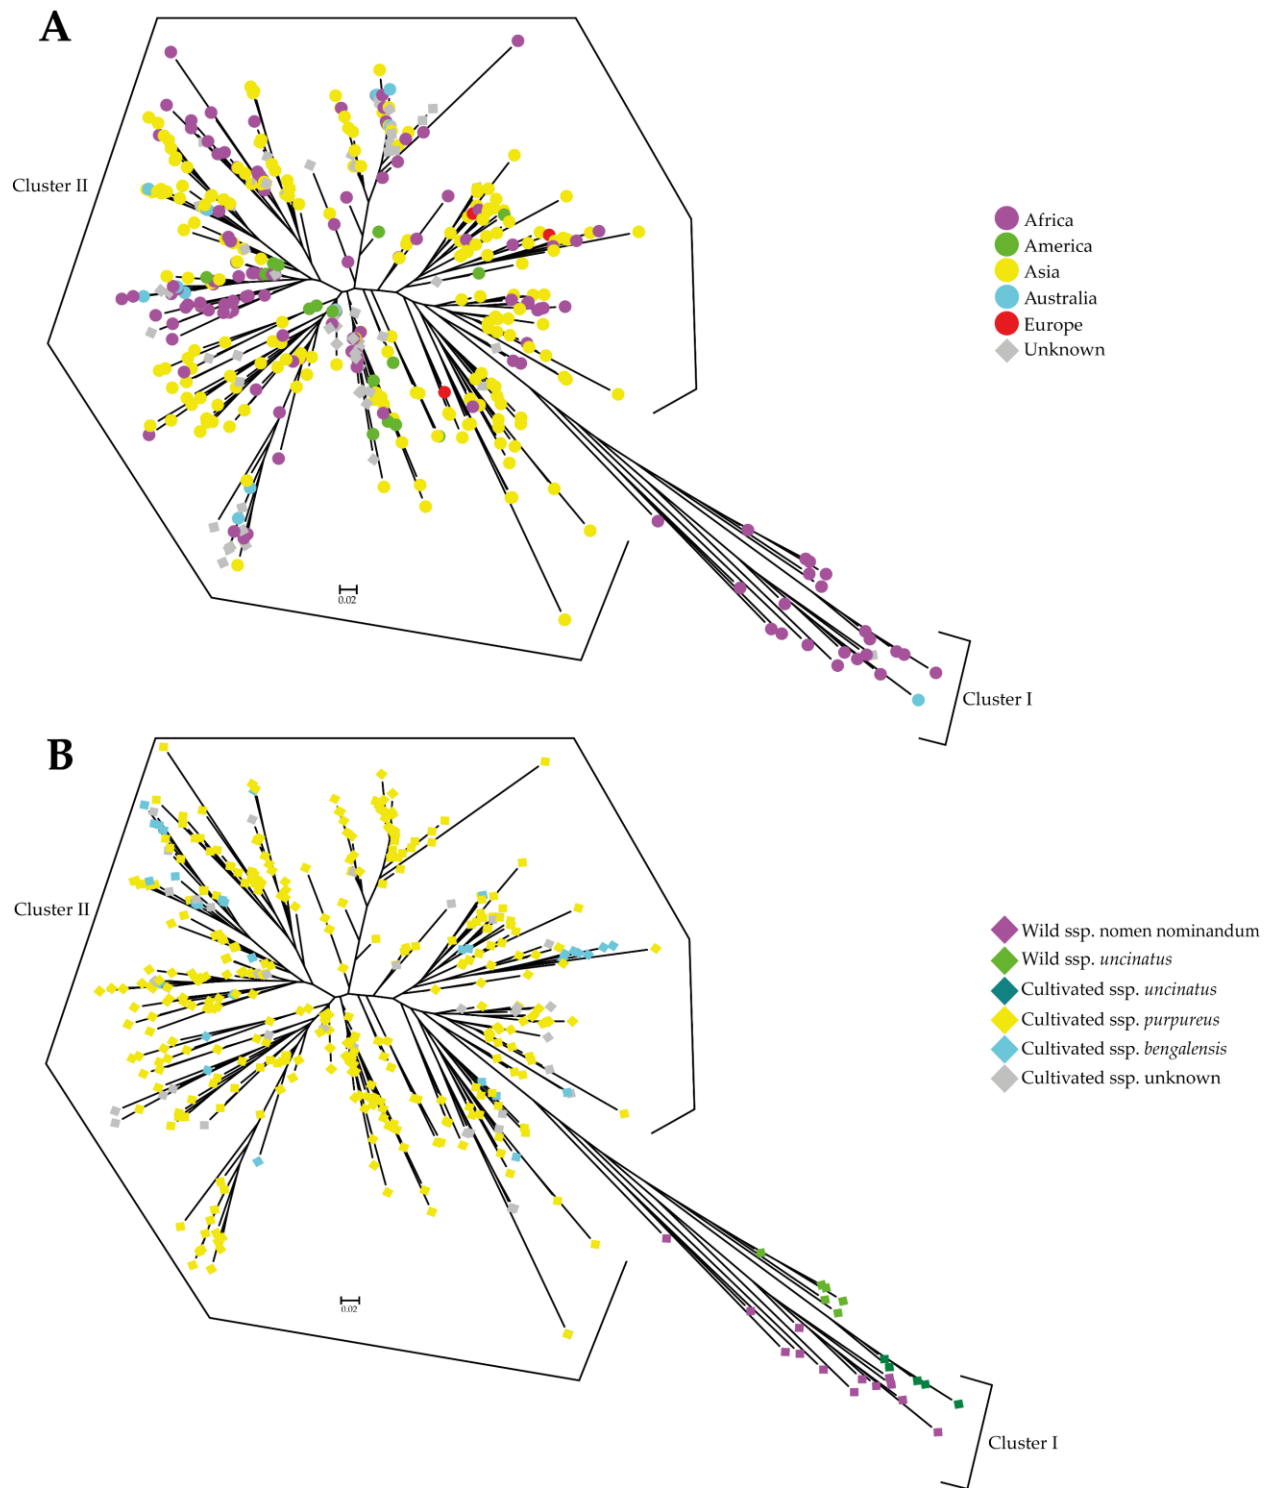 A
Cluster II
Africa
America
Asia
Australia
Europe
Unknown
0.02
Cluster I
B
Cluster II
Wild ssp. nomen nominandum
Wild ssp. uncinatus
Cultivated ssp. uncinatus
Cultivated ssp. purpureus
Cultivated ssp. bengalensis
Cultivated ssp. unknown
0.02
Cluster I